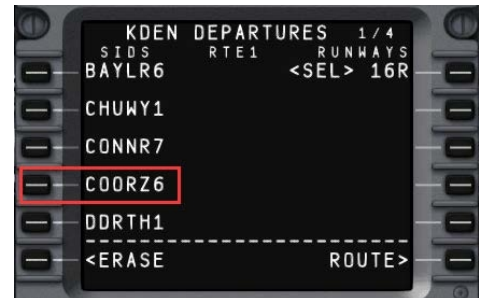 KDEN DEPARTURES 1/4
SIDS RTE1 RUNWAYS
BAYLR6 <SEL> 16R
CHUWY1
CONNR7
COORZ6
DDRTH1
<ERASE ROUTE>